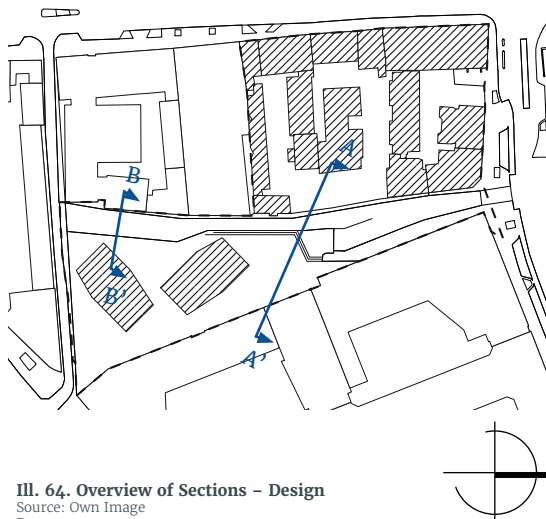 B
A
B'
A'
Ill. 64. Overview of Sections – Design
Source: Own Image